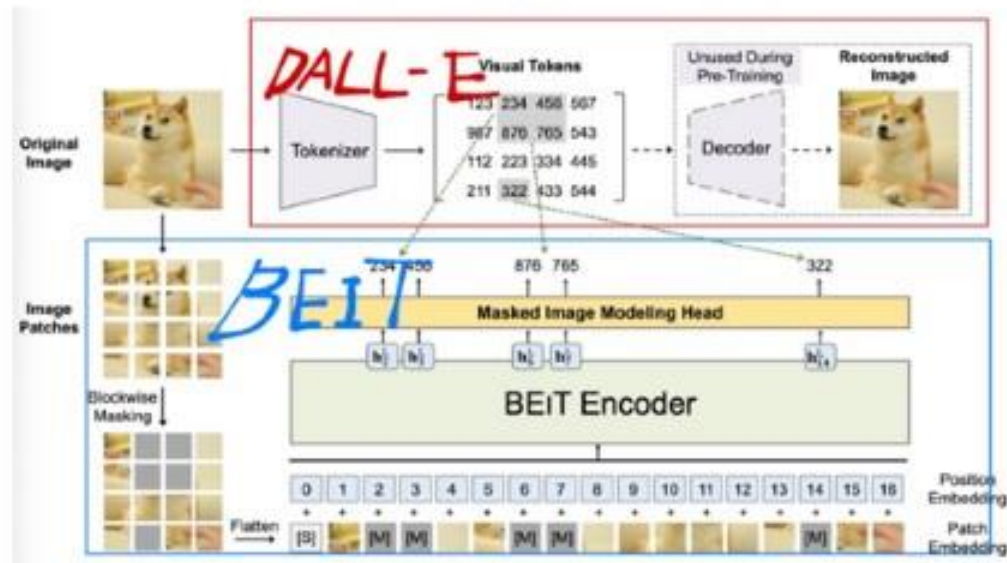 DALL-E
Visual Tokens
Unused During
Pre-Training
Reconstructed
Image
Original
Image
Tokenizer
123 234 456 567
987 876 765 543
112 223 334 445
211 322 433 544
Decoder
234 456 876 765 322
BEIT
Image
Patches
Masked Image Modeling Head
Blockwise
Masking
BEIT Encoder
0 1 2 3 4 5 6 7 8 9 10 11 12 13 14 15 16
Position
Embedding
+ + + + + + + + + + + + + + + + +
Flatten
[S] [M] [M] [M] [M] [M]
Patch
Embedding